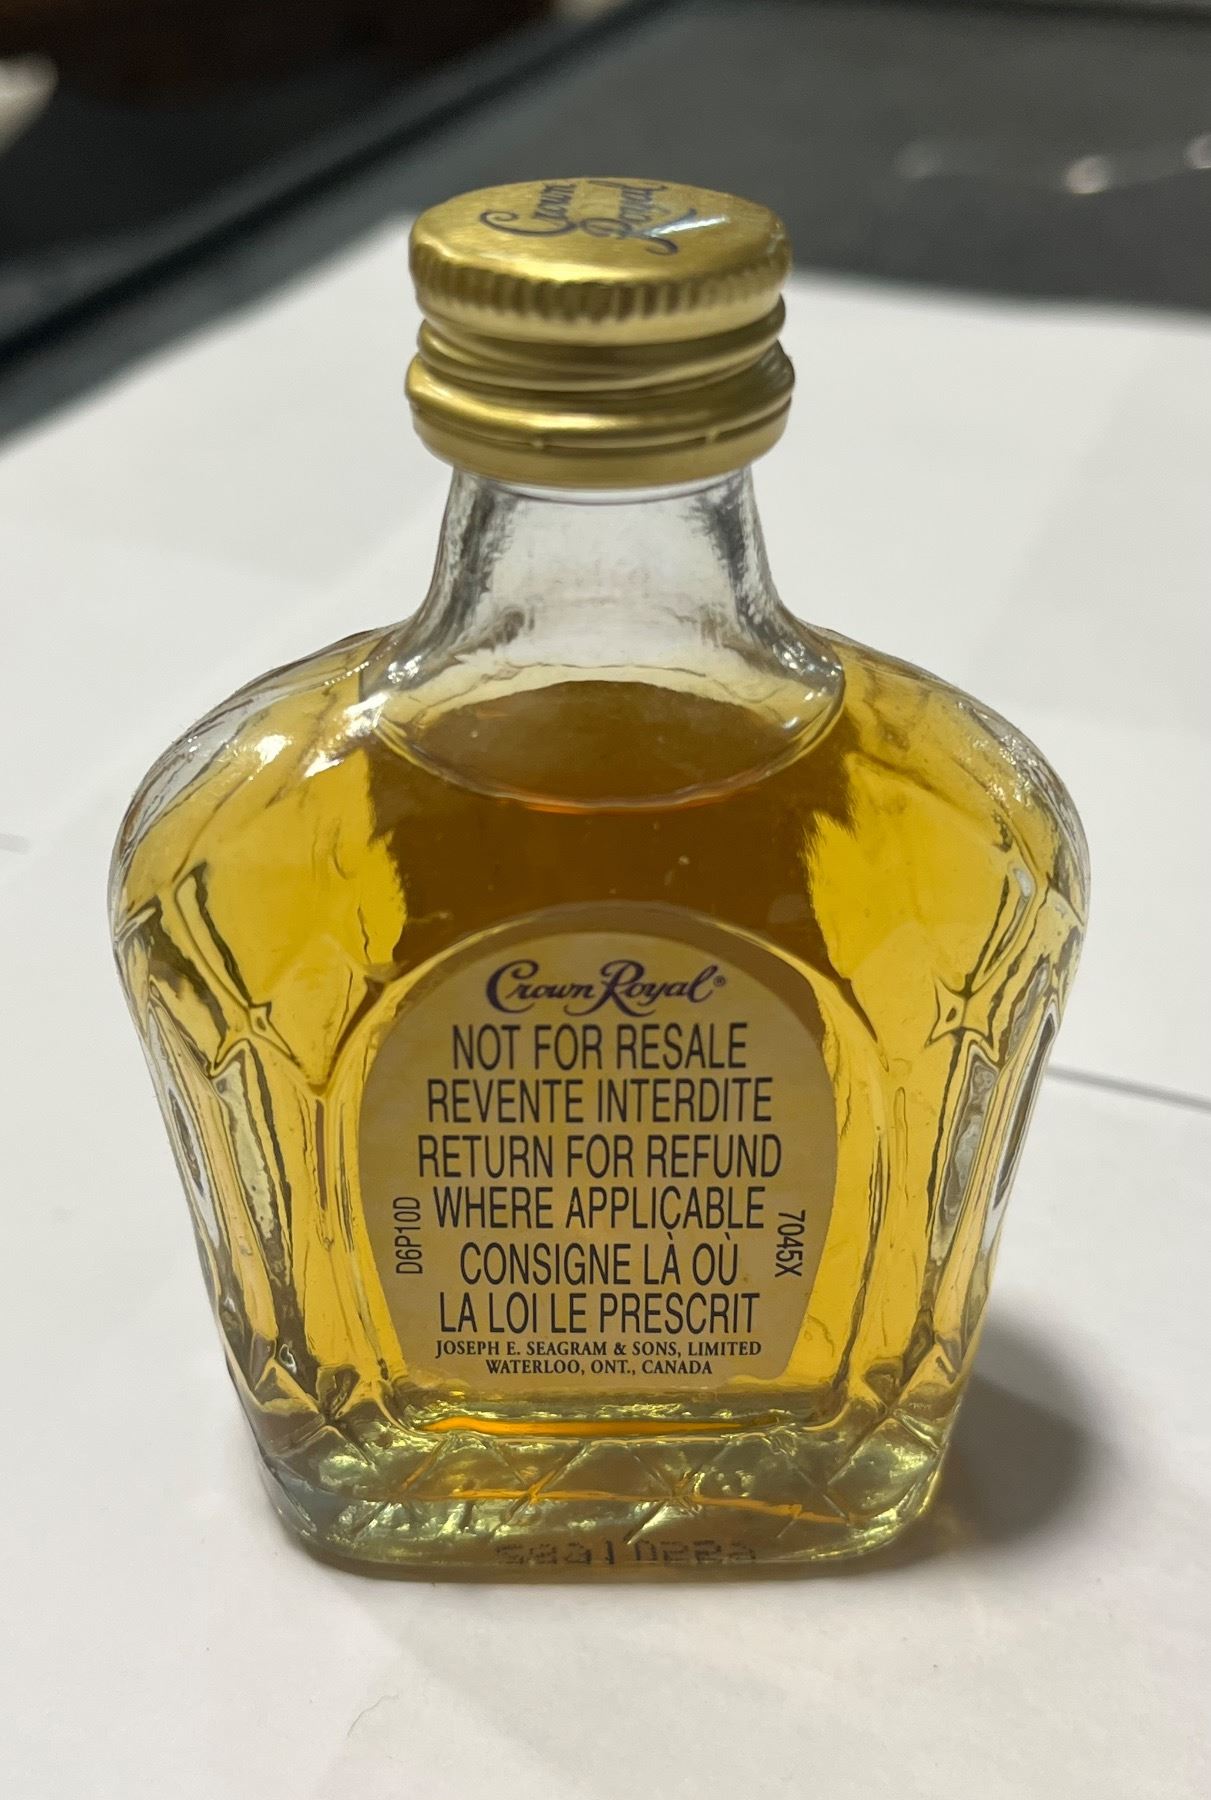 Crown
Royal
Crown Royal®
NOT FOR RESALE
REVENTE INTERDITE
RETURN FOR REFUND
WHERE APPLICABLE
CONSIGNE LÀ OÙ
LA LOI LE PRESCRIT
JOSEPH E. SEAGRAM & SONS, LIMITED
WATERLOO, ONT., CANADA
D6P10D
7045X